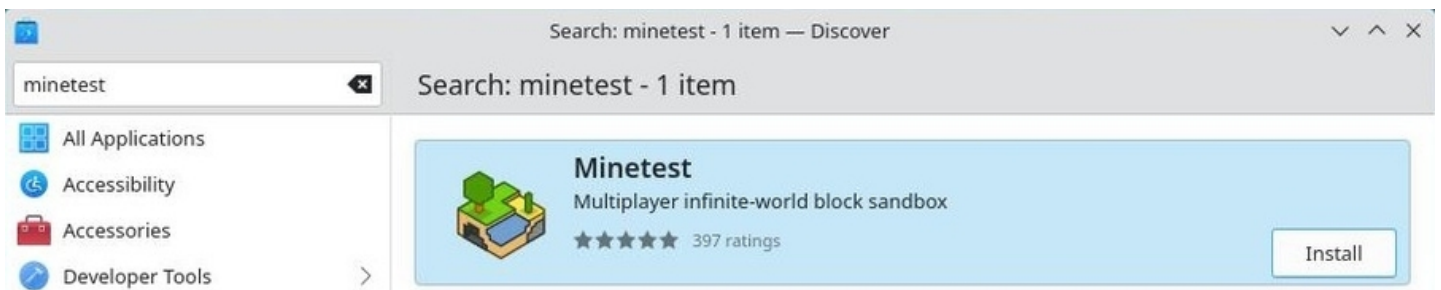 Search: minetest - 1 item — Discover
minetest
Search: minetest - 1 item
All Applications
Accessibility
Accessories
Developer Tools
Minetest
Multiplayer infinite-world block sandbox
397 ratings
Install